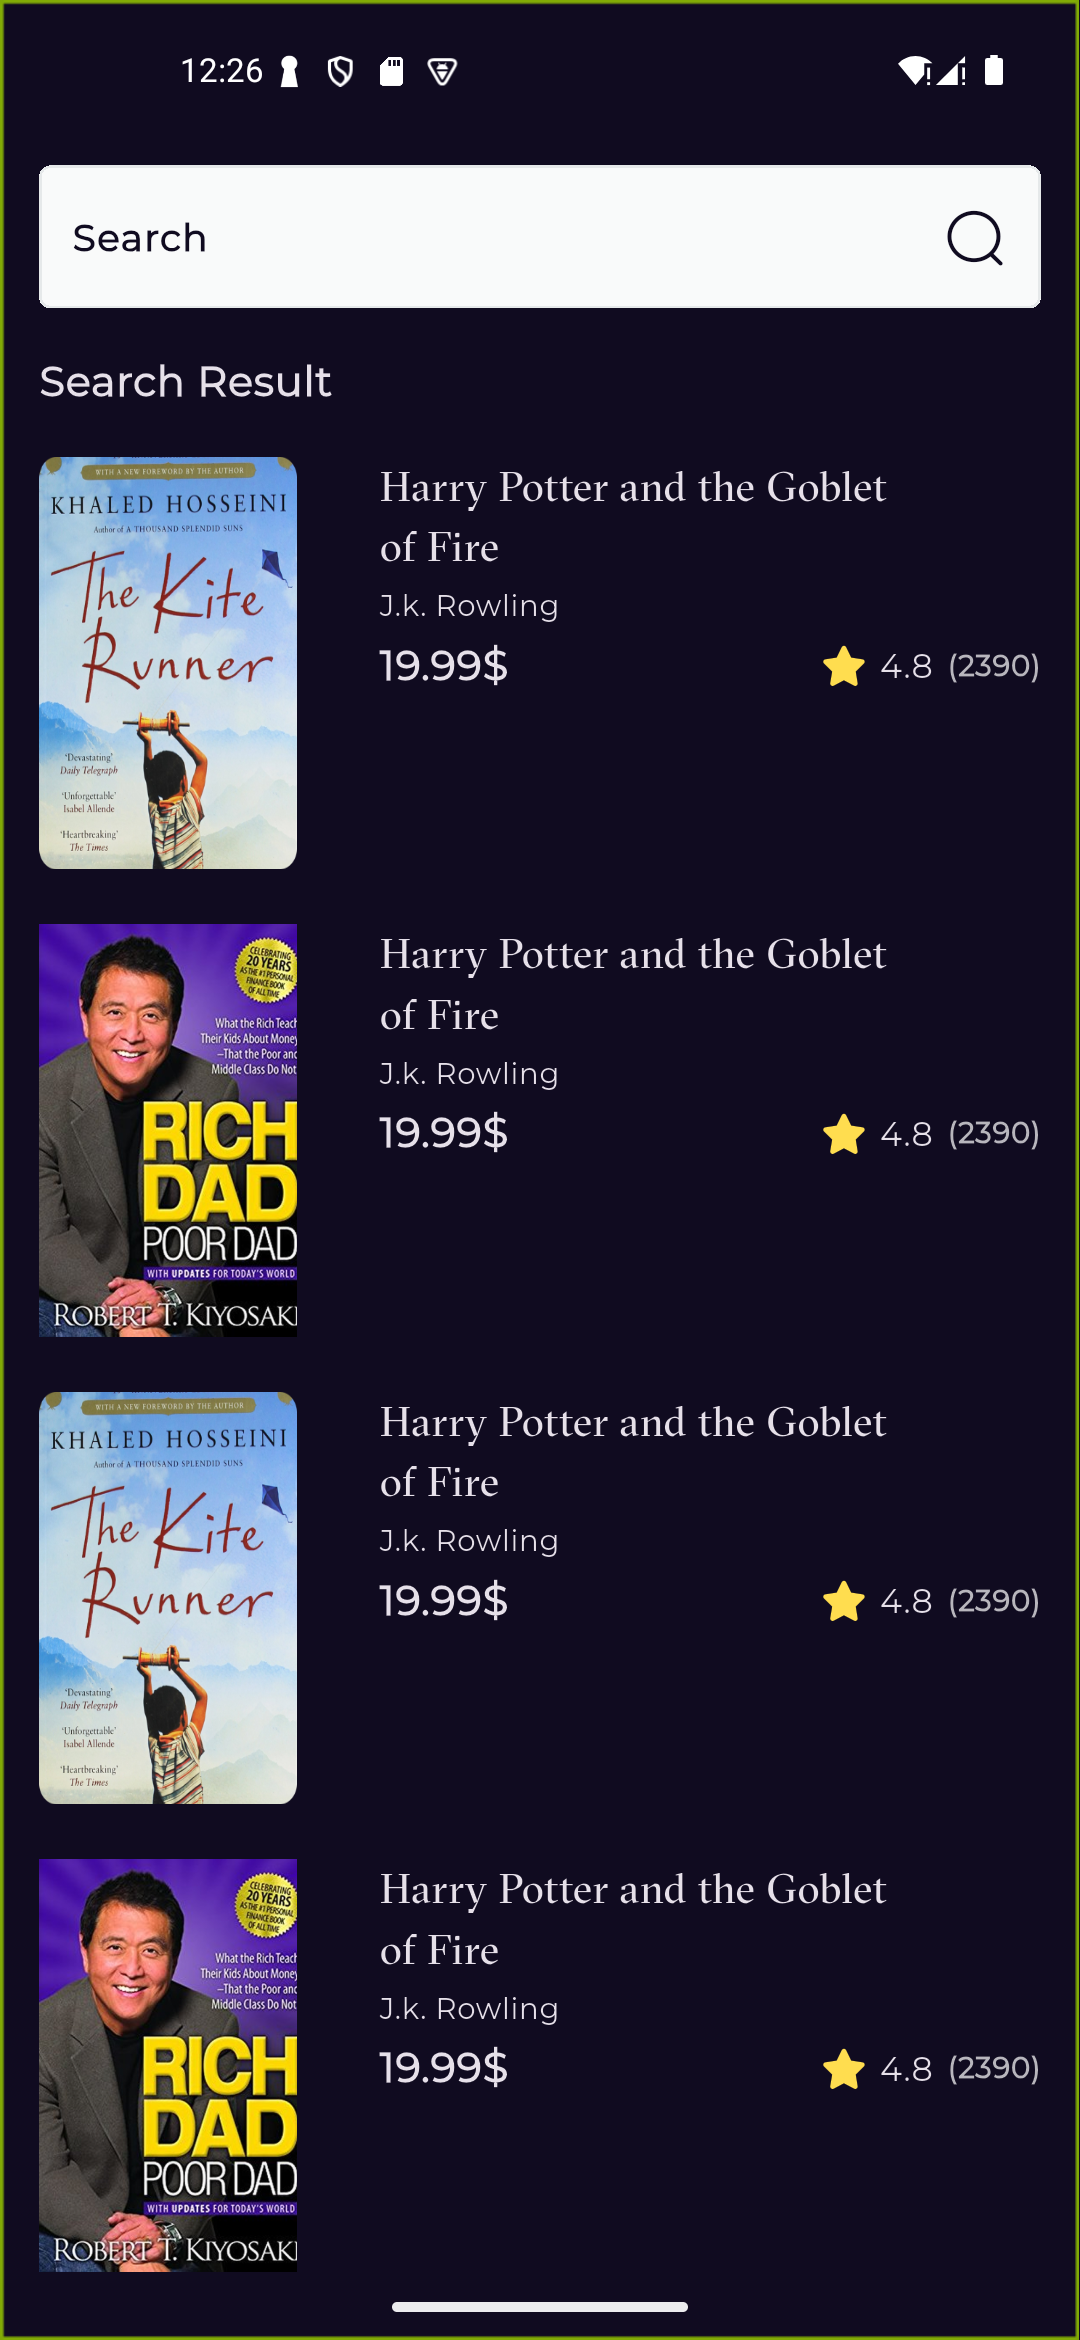 12:26
Search
Search Result
WITH A NEW FOREWORD BY THE AUTHOR
KHALED HOSSEINI
Author of A THOUSAND SPLENDID SUNS
The Kite
Runner
'Devastating'
Daily Telegraph
'Unforgettable'
Isabel Allende
'Heartbreaking'
The Times
Harry Potter and the Goblet
of Fire
J.k. Rowling
19.99$
4.8 (2390)
CELEBRATING
20 YEARS
AS THE #1 PERSONAL
FINANCE BOOK
OF ALL TIME
What the Rich Teach
Their Kids About Money
–That the Poor and
Middle Class Do Not
RICH
DAD
POOR DAD
WITH UPDATES FOR TODAY'S WORLD
ROBERT T. KIYOSAKI
Harry Potter and the Goblet
of Fire
J.k. Rowling
19.99$
4.8 (2390)
WITH A NEW FOREWORD BY THE AUTHOR
KHALED HOSSEINI
Author of A THOUSAND SPLENDID SUNS
The Kite
Runner
'Devastating'
Daily Telegraph
'Unforgettable'
Isabel Allende
'Heartbreaking'
The Times
Harry Potter and the Goblet
of Fire
J.k. Rowling
19.99$
4.8 (2390)
CELEBRATING
20 YEARS
AS THE #1 PERSONAL
FINANCE BOOK
OF ALL TIME
What the Rich Teach
Their Kids About Money
–That the Poor and
Middle Class Do Not
RICH
DAD
POOR DAD
WITH UPDATES FOR TODAY'S WORLD
ROBERT T. KIYOSAKI
Harry Potter and the Goblet
of Fire
J.k. Rowling
19.99$
4.8 (2390)